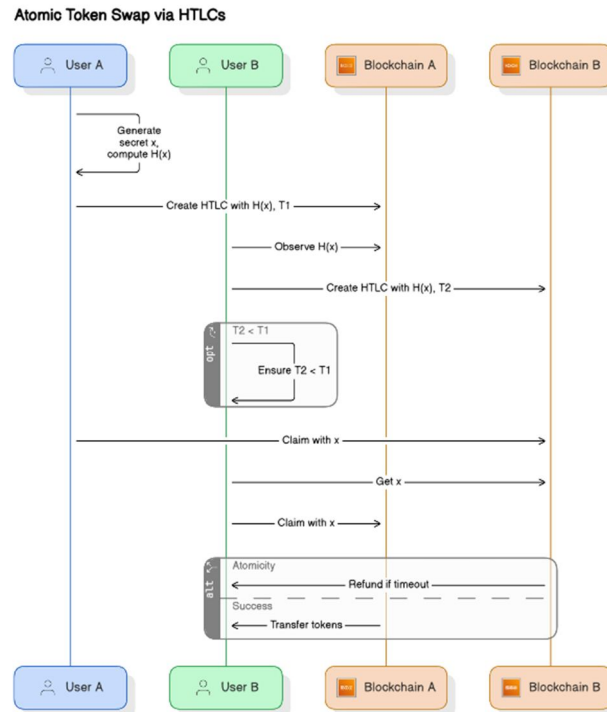 Atomic Token Swap via HTLCs
User A
User B
Blockchain A
Blockchain B
Generate
secret x,
compute H(x)
Create HTLC with H(x), T1
Observe H(x)
Create HTLC with H(x), T2
opt
T2 < T1
Ensure T2 < T1
Claim with x
Get x
Claim with x
alt
Atomicity
Refund if timeout
Success
Transfer tokens
User A
User B
Blockchain A
Blockchain B